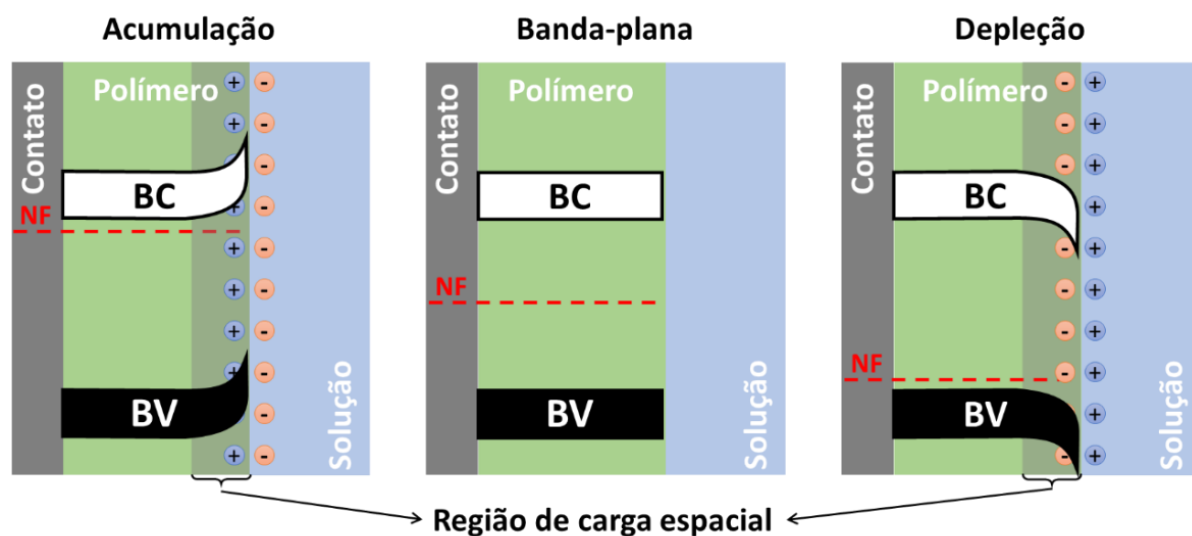 Acumulação
Contato
Polímero
BC
NF
BV
Solução
Banda-plana
Contato
Polímero
BC
NF
BV
Solução
Depleção
Contato
Polímero
BC
NF
BV
Solução
Região de carga espacial